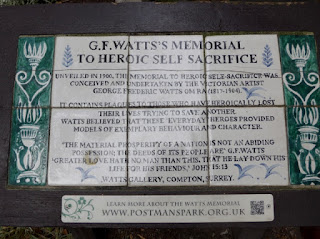 G.F.WATTS'S MEMORIAL
TO HEROIC SELF SACRIFICE
UNVEILED IN 1900, THE MEMORIAL TO HEROIC SELF-SACRIFICE WAS
CONCEIVED AND UNDERTAKEN BY THE VICTORIAN ARTIST
GEORGE FREDERIC WATTS OM RA (1817-1904).
IT CONTAINS PLAQUES TO THOSE WHO HAVE HEROICALLY LOST
THEIR LIVES TRYING TO SAVE ANOTHER.
WATTS BELIEVED THAT THESE 'EVERYDAY' HEROES PROVIDED
MODELS OF EXEMPLARY BEHAVIOUR AND CHARACTER.
'THE MATERIAL PROSPERITY OF A NATION IS NOT AN ABIDING
POSSESSION; THE DEEDS OF ITS PEOPLE ARE' G.F.WATTS
'GREATER LOVE HATH NO MAN THAN THIS, THAT HE LAY DOWN HIS
LIFE FOR HIS FRIENDS.' JOHN 15:13
WATTS GALLERY, COMPTON, SURREY.
LEARN MORE ABOUT THE WATTS MEMORIAL
WWW.POSTMANSPARK.ORG.UK